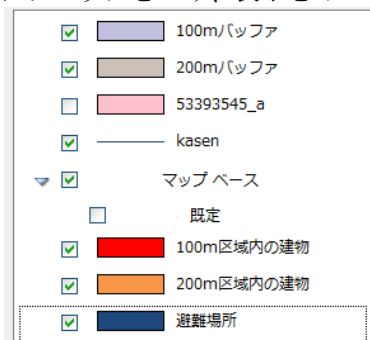 100mバッファ
200mバッファ
53393545_a
kasen
マップ ベース
既定
100m区域内の建物
200m区域内の建物
避難場所